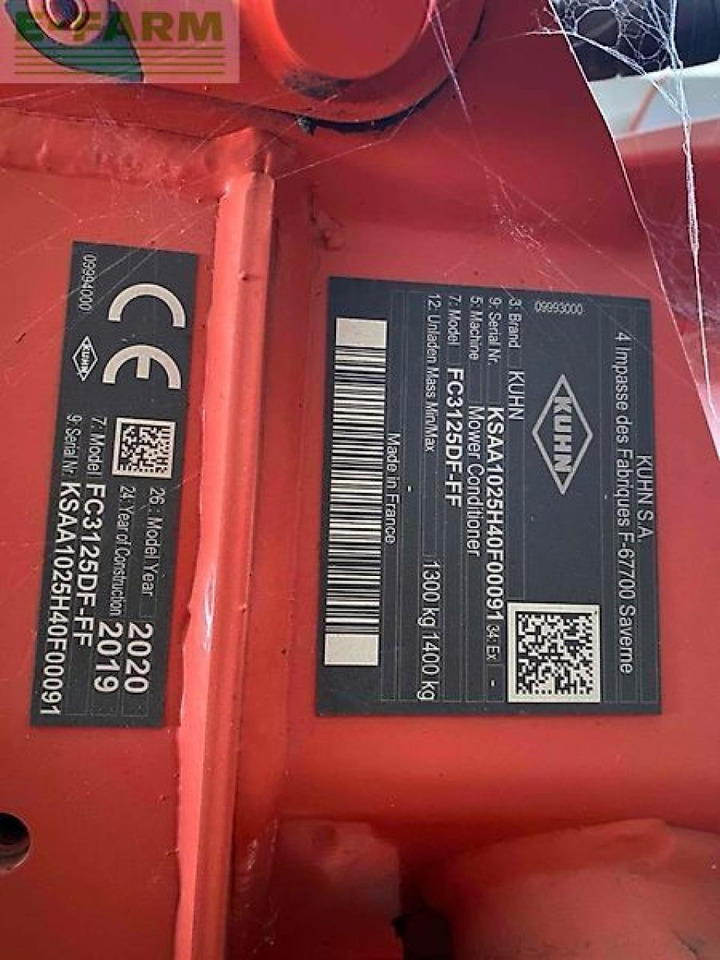 E-FARM
KUHN S.A.
4 Impasse des Fabriques F-67700 Saverne
KUHN
09993000
3: Brand KUHN
9: Serial Nr. KSAA1025H40F00091 34: Ex -
5: Machine Mower Conditioner
7: Model FC3125DF-FF
12: Unladen Mass Min/Max 1300 kg 1400 kg
-
Made in France
09994000
CE
KUHN
26: Model Year 2020
24: Year of Construction 2019
7: Model FC3125DF-FF
9: Serial Nr KSAA1025H40F00091